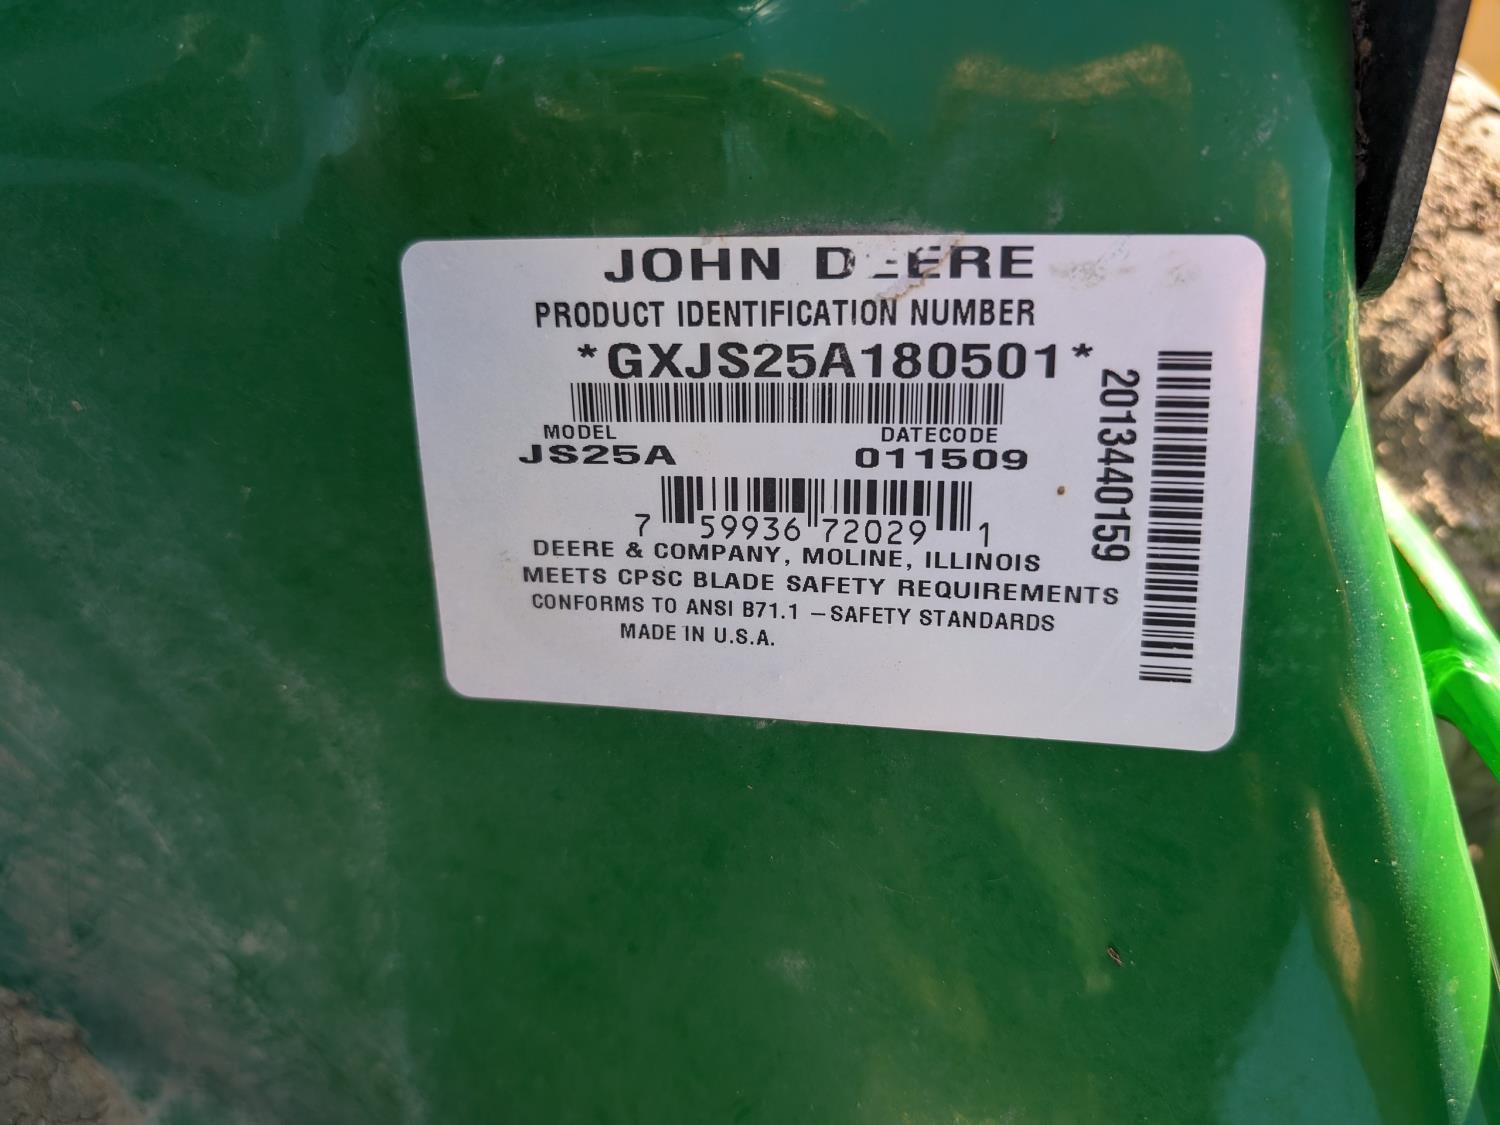 JOHN DEERE
PRODUCT IDENTIFICATION NUMBER
*GXJS25A180501*
MODEL DATECODE
JS25A 011509
7 59936 72029 1
DEERE & COMPANY, MOLINE, ILLINOIS
MEETS CPSC BLADE SAFETY REQUIREMENTS
CONFORMS TO ANSI B71.1 – SAFETY STANDARDS
MADE IN U.S.A.
2013440159